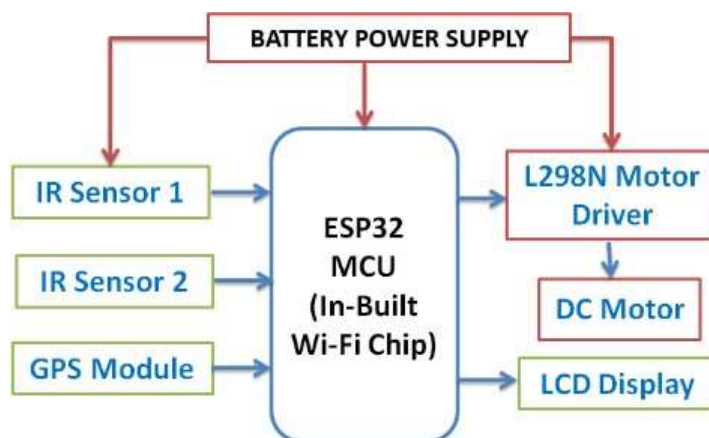 BATTERY POWER SUPPLY
IR Sensor 1
IR Sensor 2
GPS Module
ESP32
MCU
(In-Built
Wi-Fi Chip)
L298N Motor
Driver
DC Motor
LCD Display